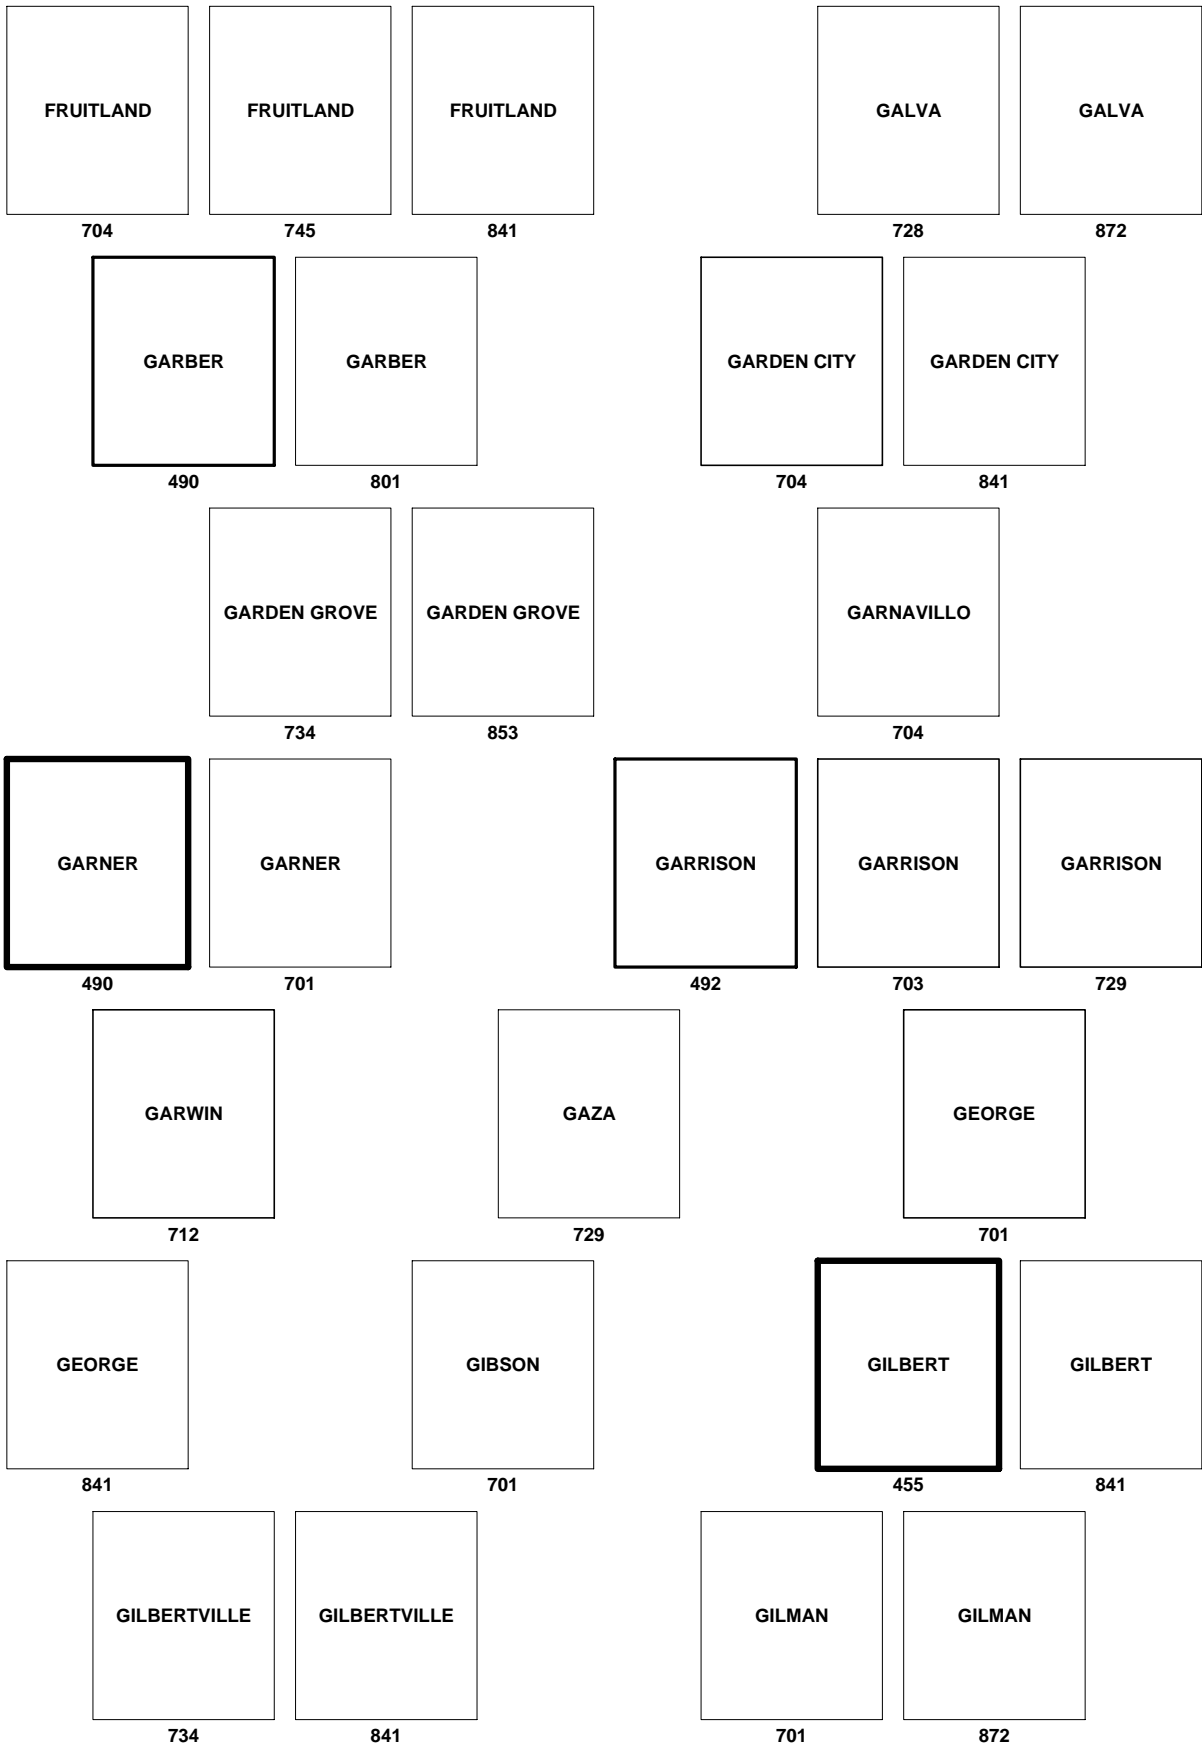 FRUITLAND FRUITLAND FRUITLAND GALVA GALVA
704 745 841 728 872
GARBER GARBER GARDEN CITY GARDEN CITY
490 801 704 841
GARDEN GROVE GARDEN GROVE GARNAVILLO
734 853 704
GARNER GARNER GARRISON GARRISON GARRISON
490 701 492 703 729
GARWIN GAZA GEORGE
712 729 701
GEORGE GIBSON GILBERT GILBERT
841 701 455 841
GILBERTVILLE GILBERTVILLE GILMAN GILMAN
734 841 701 872